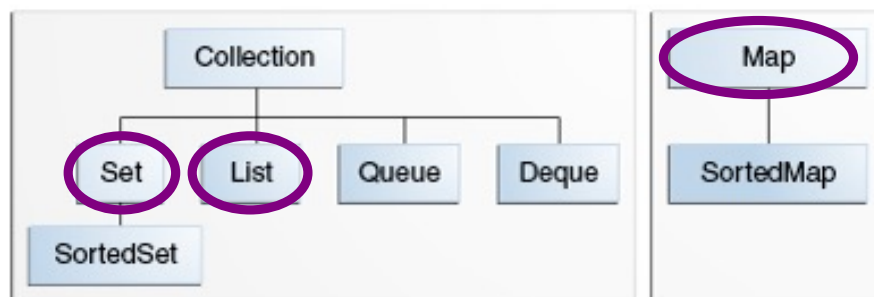 Collection
Set
List
Queue
Deque
SortedSet
Map
SortedMap